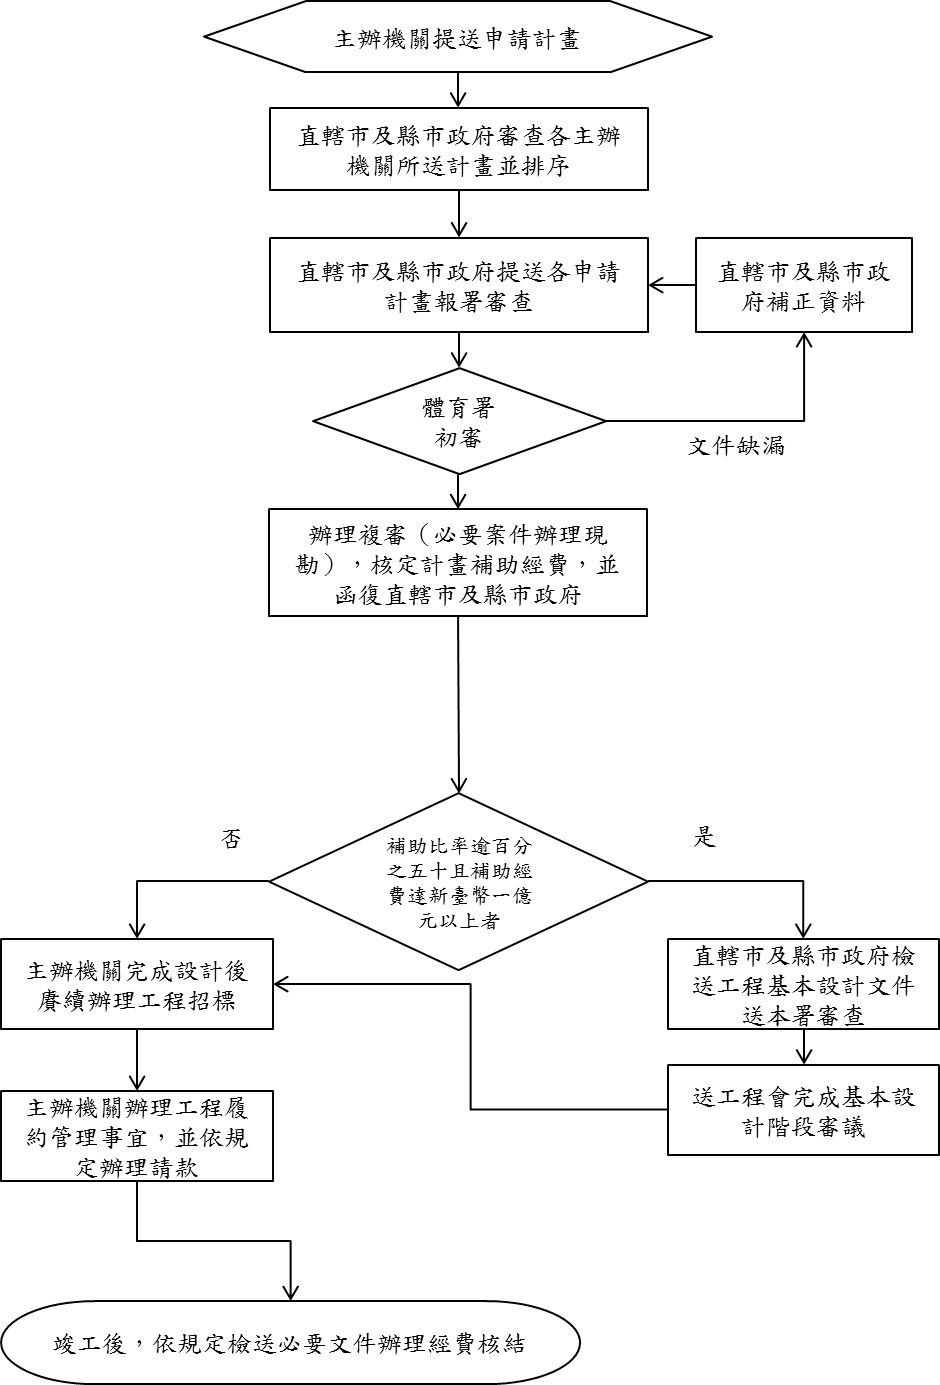 主辦機關提送申請計畫
直轄市及縣市政府審查各主辦
機關所送計畫並排序
直轄市及縣市政府提送各申請
計畫報署審查
直轄市及縣市政
府補正資料
體育署
初審
文件缺漏
辦理複審（必要案件辦理現
勘），核定計畫補助經費，並
函復直轄市及縣市政府
補助比率逾百分
之五十且補助經
費達新臺幣一億
元以上者
否
是
主辦機關完成設計後
賡續辦理工程招標
直轄市及縣市政府檢
送工程基本設計文件
送本署審查
送工程會完成基本設
計階段審議
主辦機關辦理工程履
約管理事宜，並依規
定辦理請款
竣工後，依規定檢送必要文件辦理經費核結